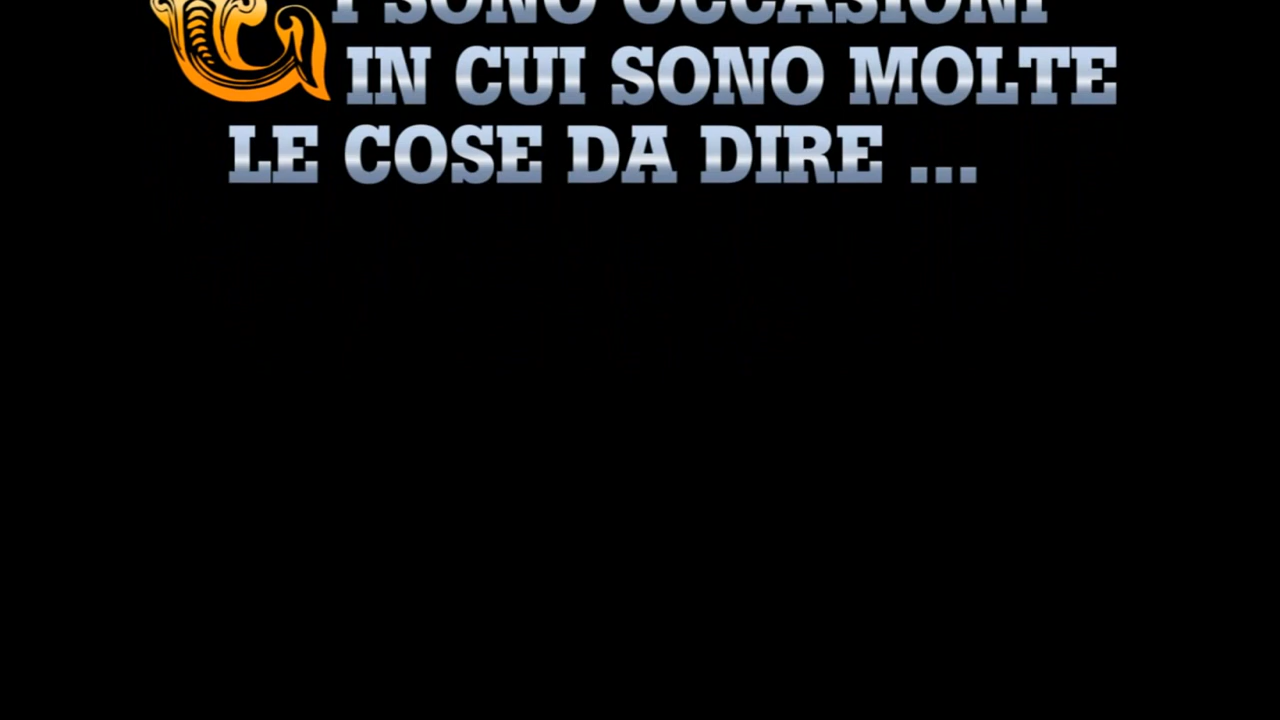 CI SONO OCCASIONI
IN CUI SONO MOLTE
LE COSE DA DIRE ...